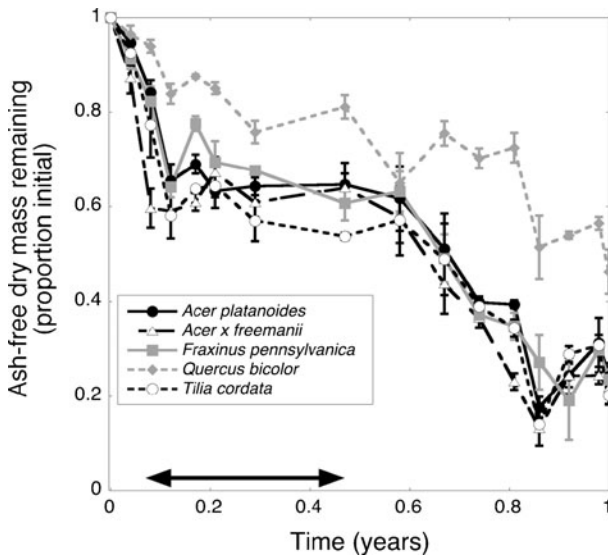 Ash-free dry mass remaining
(proportion initial)
1
0.8
0.6
0.4
0.2
0
Acer platanoides
Acer x freemanii
Fraxinus pennsylvanica
Quercus bicolor
Tilia cordata
0 0.2 0.4 0.6 0.8 1
Time (years)